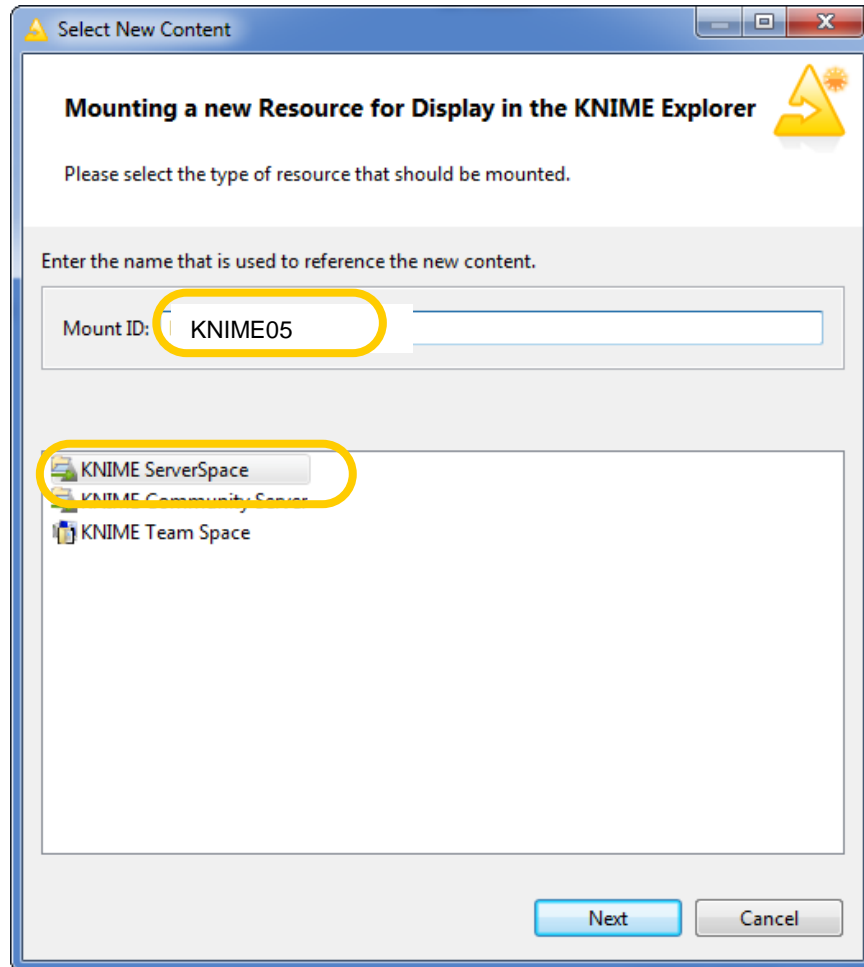 Select New Content
Mounting a new Resource for Display in the KNIME Explorer
Please select the type of resource that should be mounted.
Enter the name that is used to reference the new content.
Mount ID: KNIME05
KNIME ServerSpace
KNIME Community Server
KNIME Team Space
Next Cancel